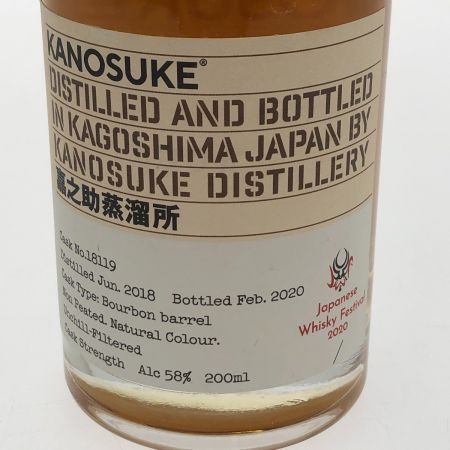 KANOSUKE®
DISTILLED AND BOTTLED
IN KAGOSHIMA JAPAN BY
KANOSUKE DISTILLERY
嘉之助蒸溜所
Cask No.18119
Distilled Jun. 2018 Bottled Feb. 2020
Cask Type: Bourbon barrel
Non Peated. Natural Colour.
Unchill-Filtered
Cask Strength Alc 58% 200ml
Japanese
Whisky Festival
2020